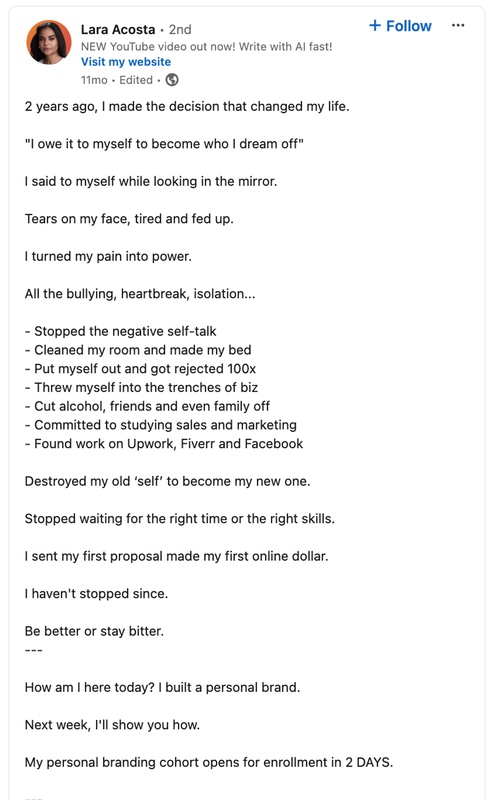 Lara Acosta • 2nd
+ Follow ...
NEW YouTube video out now! Write with AI fast!
Visit my website
11mo • Edited •
2 years ago, I made the decision that changed my life.
"I owe it to myself to become who I dream off"
I said to myself while looking in the mirror.
Tears on my face, tired and fed up.
I turned my pain into power.
All the bullying, heartbreak, isolation...
- Stopped the negative self-talk
- Cleaned my room and made my bed
- Put myself out and got rejected 100x
- Threw myself into the trenches of biz
- Cut alcohol, friends and even family off
- Committed to studying sales and marketing
- Found work on Upwork, Fiverr and Facebook
Destroyed my old ‘self’ to become my new one.
Stopped waiting for the right time or the right skills.
I sent my first proposal made my first online dollar.
I haven't stopped since.
Be better or stay bitter.
---
How am I here today? I built a personal brand.
Next week, I'll show you how.
My personal branding cohort opens for enrollment in 2 DAYS.
---